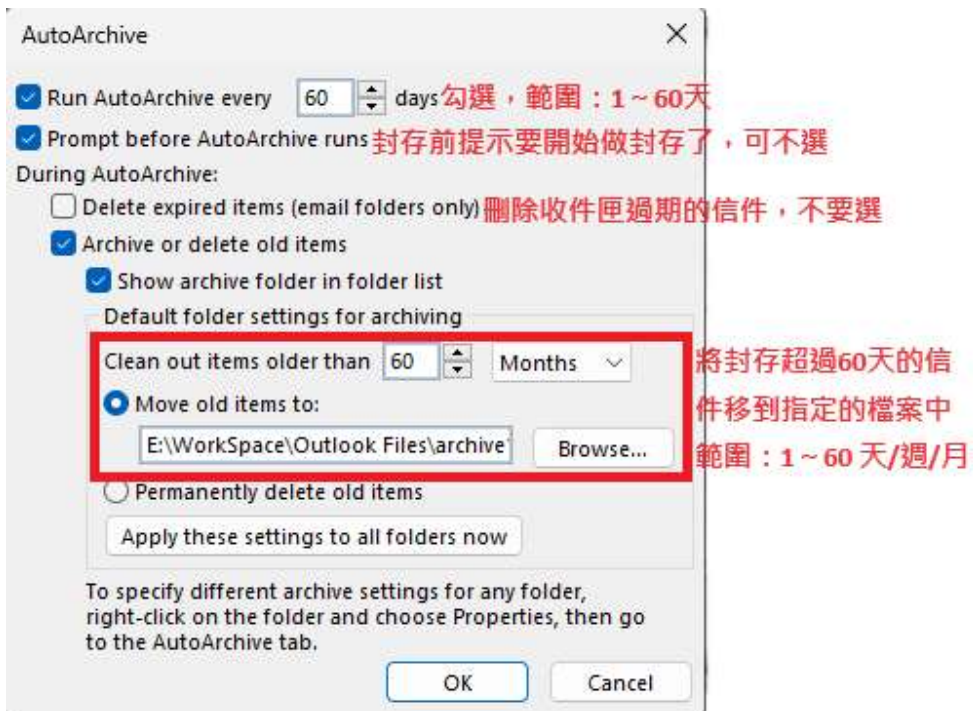 AutoArchive
Run AutoArchive every 60 days勾選，範圍：1～60天
Prompt before AutoArchive runs封存前提示要開始做封存了，可不選
During AutoArchive:
Delete expired items (email folders only)刪除收件匣過期的信件，不要選
Archive or delete old items
Show archive folder in folder list
Default folder settings for archiving
Clean out items older than 60 Months 將封存超過60天的信
Move old items to: 件移到指定的檔案中
E:\WorkSpace\Outlook Files\archive Browse... 範圍：1～60 天/週/月
Permanently delete old items
Apply these settings to all folders now
To specify different archive settings for any folder,
right-click on the folder and choose Properties, then go
to the AutoArchive tab.
OK Cancel